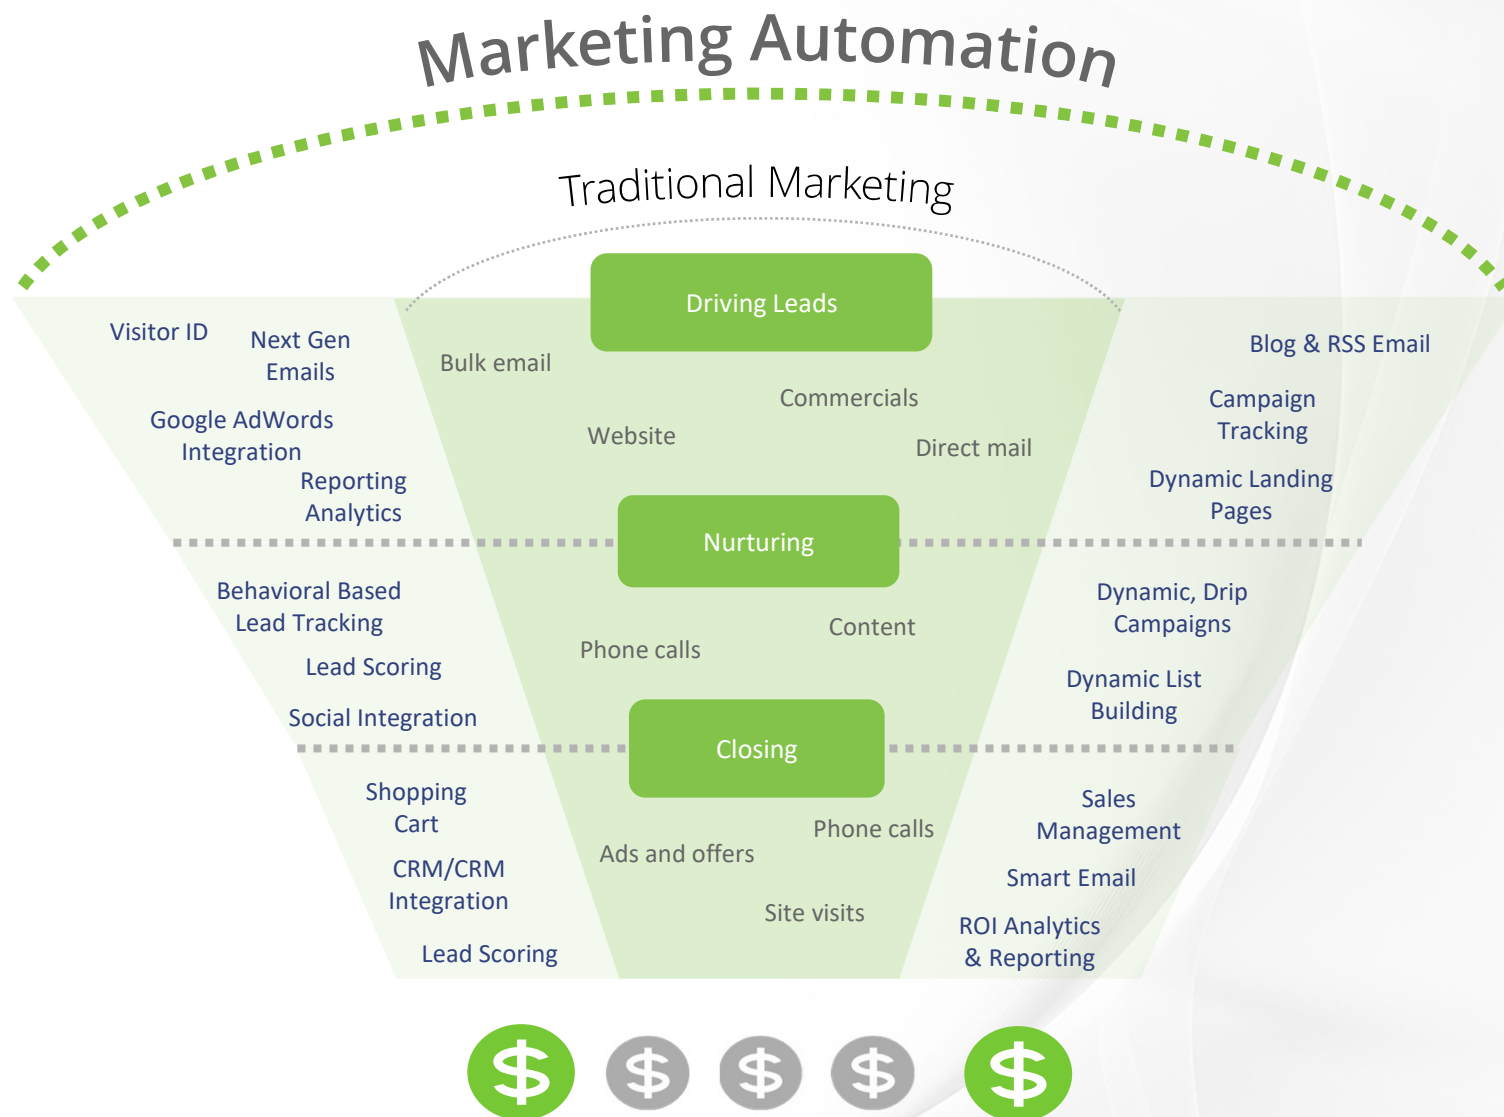 Marketing Automation
Traditional Marketing
Driving Leads
Visitor ID
Next Gen
Emails
Google AdWords
Integration
Reporting
Analytics
Bulk email
Commercials
Website
Direct mail
Blog & RSS Email
Campaign
Tracking
Dynamic Landing
Pages
Nurturing
Behavioral Based
Lead Tracking
Lead Scoring
Social Integration
Phone calls
Content
Dynamic, Drip
Campaigns
Dynamic List
Building
Closing
Shopping
Cart
CRM/CRM
Integration
Lead Scoring
Phone calls
Ads and offers
Site visits
Sales
Management
Smart Email
ROI Analytics
& Reporting
$ $ $ $ $